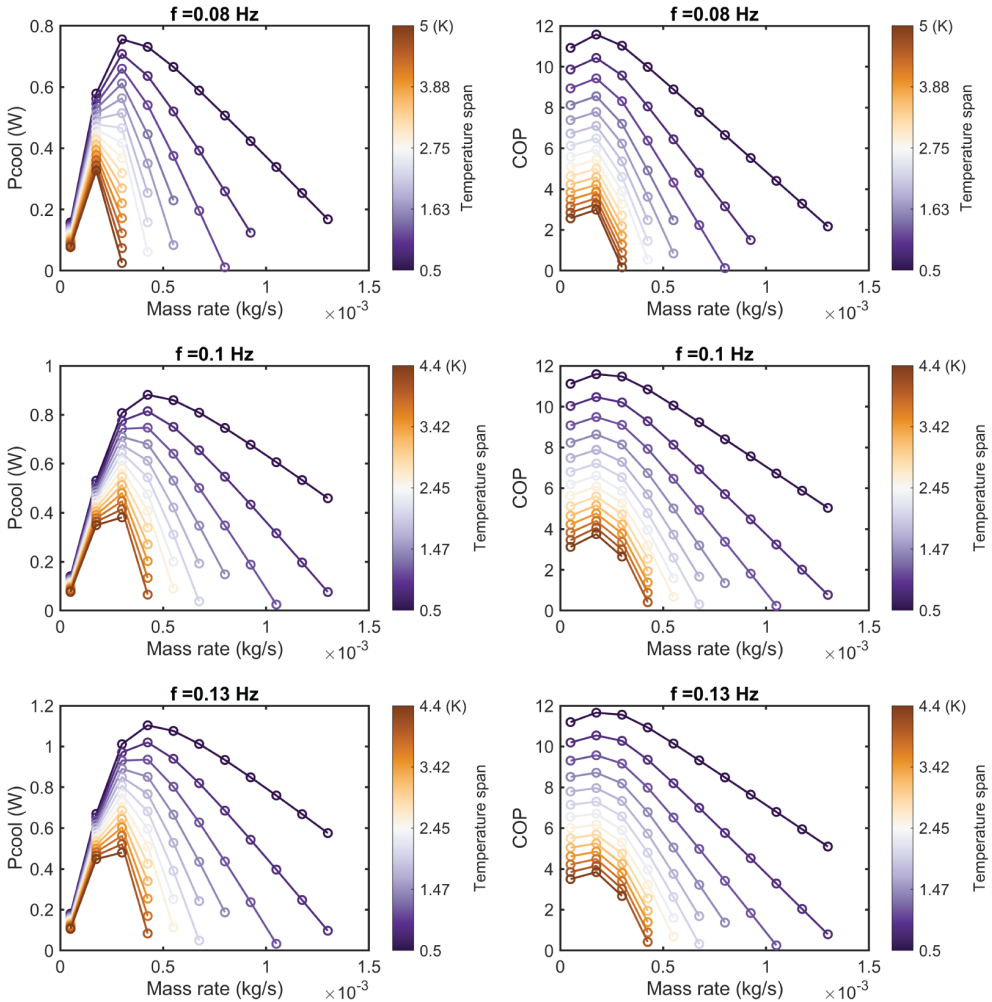 f =0.08 Hz
Pcool (W)
0.8
0.6
0.4
0.2
0
0 0.5 1 1.5
Mass rate (kg/s)
×10⁻³
5 (K)
3.88
2.75
1.63
0.5
Temperature span
f =0.08 Hz
COP
12
10
8
6
4
2
0
0 0.5 1 1.5
Mass rate (kg/s)
×10⁻³
5 (K)
3.88
2.75
1.63
0.5
Temperature span
f =0.1 Hz
Pcool (W)
1
0.8
0.6
0.4
0.2
0
0 0.5 1 1.5
Mass rate (kg/s)
×10⁻³
4.4 (K)
3.42
2.45
1.47
0.5
Temperature span
f =0.1 Hz
COP
12
10
8
6
4
2
0
0 0.5 1 1.5
Mass rate (kg/s)
×10⁻³
4.4 (K)
3.42
2.45
1.47
0.5
Temperature span
f =0.13 Hz
Pcool (W)
1.2
1
0.8
0.6
0.4
0.2
0
0 0.5 1 1.5
Mass rate (kg/s)
×10⁻³
4.4 (K)
3.42
2.45
1.47
0.5
Temperature span
f =0.13 Hz
COP
12
10
8
6
4
2
0
0 0.5 1 1.5
Mass rate (kg/s)
×10⁻³
4.4 (K)
3.42
2.45
1.47
0.5
Temperature span